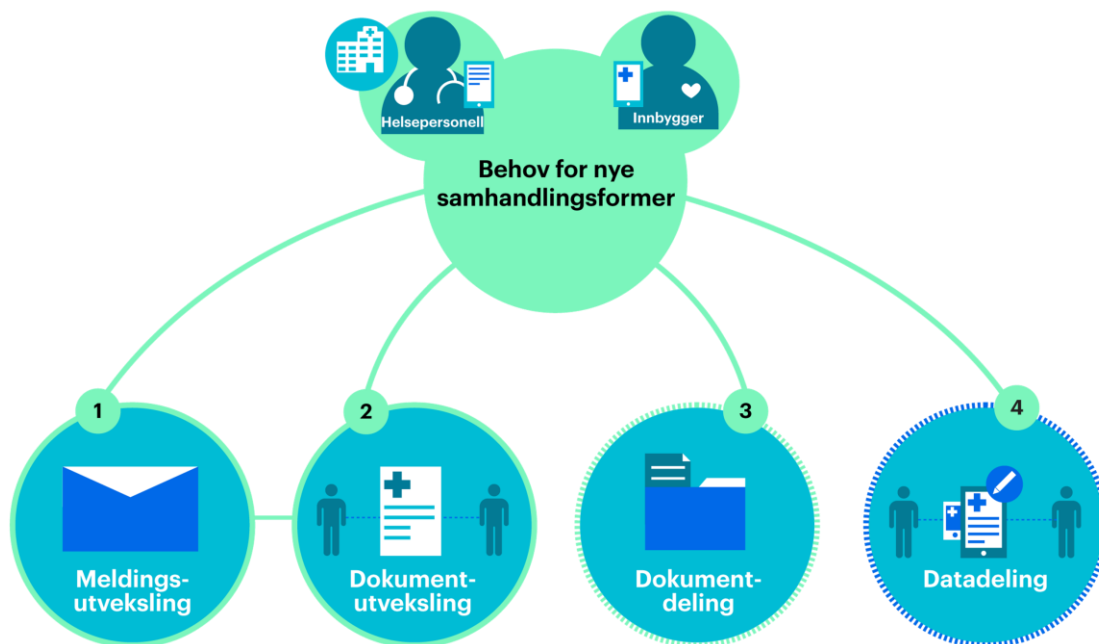 Helsepersonell
Innbygger
Behov for nye
samhandlingsformer
1
Meldings-
utveksling
2
Dokument-
utveksling
3
Dokument-
deling
4
Datadeling